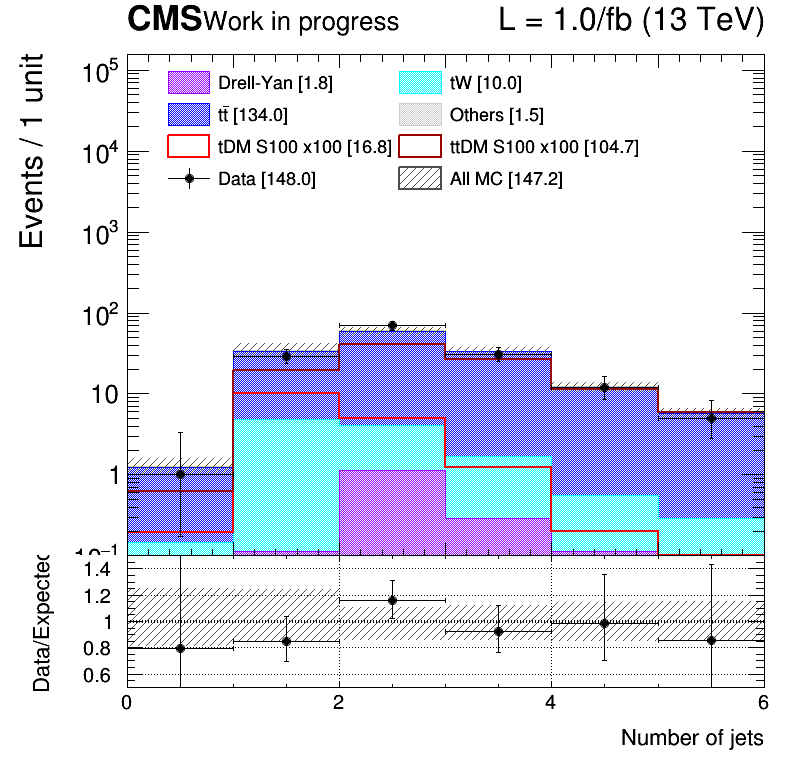 CMS Work in progress L = 1.0/fb (13 TeV)
Events / 1 unit
10⁵
10⁴
10³
10²
10
1
10⁻¹
Drell-Yan [1.8] tW [10.0]
tt̄ [134.0] Others [1.5]
tDM S100 x100 [16.8] ttDM S100 x100 [104.7]
Data [148.0] All MC [147.2]
Data/Expected
1.4
1.2
1
0.8
0.6
0 2 4 6
Number of jets